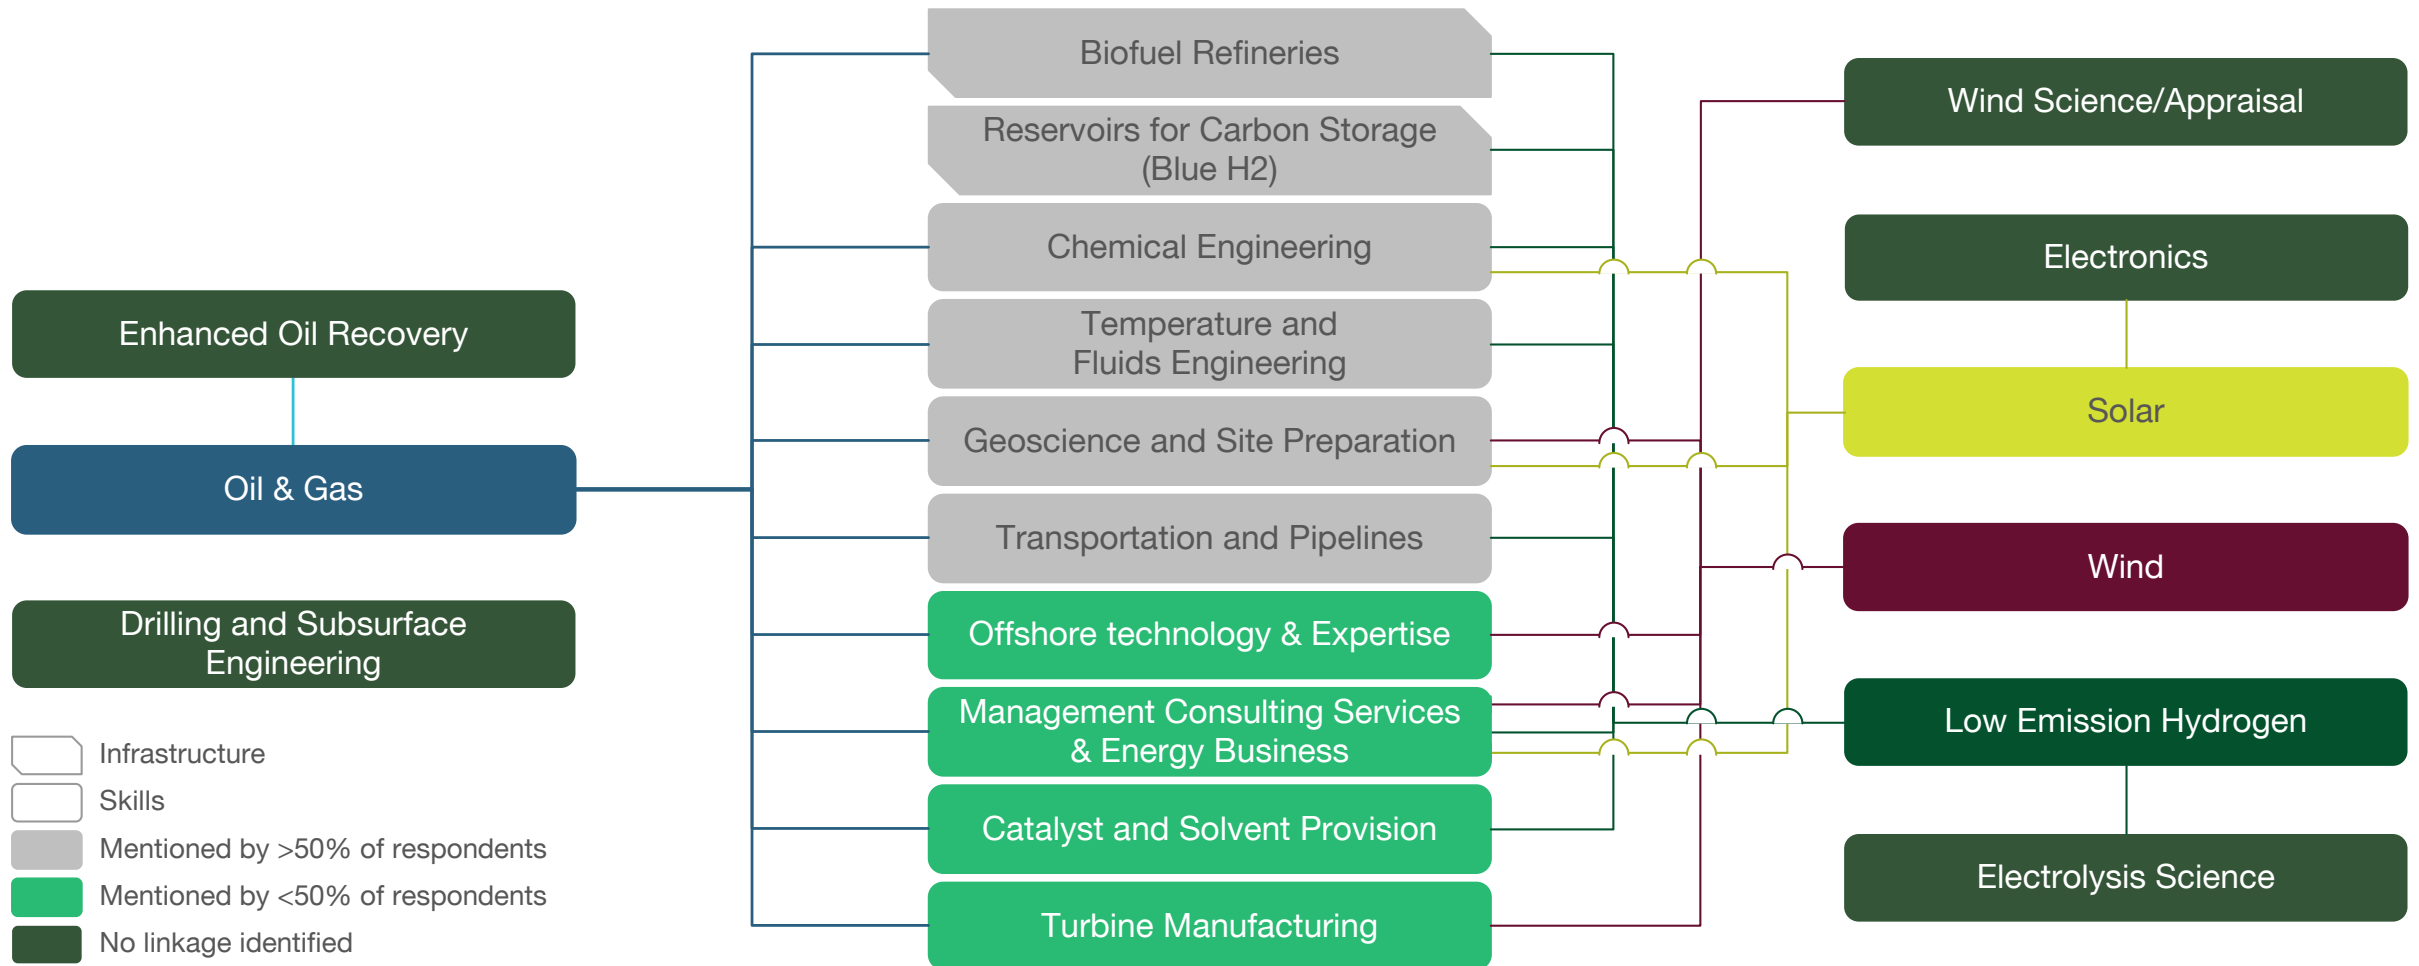 Enhanced Oil Recovery
Oil & Gas
Drilling and Subsurface
Engineering
Infrastructure
Skills
Mentioned by >50% of respondents
Mentioned by <50% of respondents
No linkage identified
Biofuel Refineries
Reservoirs for Carbon Storage
(Blue H2)
Chemical Engineering
Temperature and
Fluids Engineering
Geoscience and Site Preparation
Transportation and Pipelines
Offshore technology & Expertise
Management Consulting Services
& Energy Business
Catalyst and Solvent Provision
Turbine Manufacturing
Wind Science/Appraisal
Electronics
Solar
Wind
Low Emission Hydrogen
Electrolysis Science